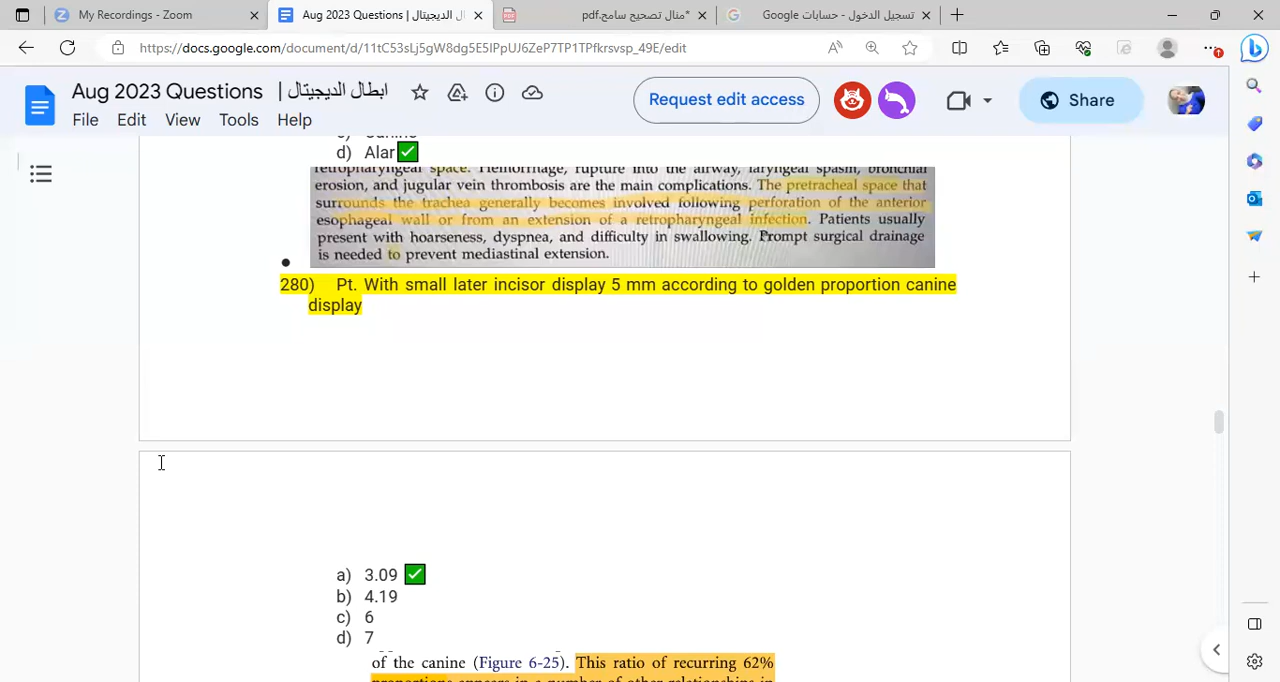 My Recordings - Zoom
Aug 2023 Questions | ابطال الديجيتال
مثال تصحيح سامح.pdf*
تسجيل الدخول - حسابات Google
https://docs.google.com/document/d/11tC53sLj5gW8dg5E5IPpUJ6ZeP7TP1TPfkrsvsp_49E/edit
Aug 2023 Questions | ابطال الديجيتال
File Edit View Tools Help
Request edit access
Share
d) Alar
retropharyngeal space. Hemorrhage, rupture into the airway, laryngeal spasm, bronchial
erosion, and jugular vein thrombosis are the main complications. The pretracheal space that
surrounds the trachea generally becomes involved following perforation of the anterior
esophageal wall or from an extension of a retropharyngeal infection. Patients usually
present with hoarseness, dyspnea, and difficulty in swallowing. Prompt surgical drainage
is needed to prevent mediastinal extension.
280) Pt. With small later incisor display 5 mm according to golden proportion canine
display
a) 3.09
b) 4.19
c) 6
d) 7
of the canine (Figure 6-25). This ratio of recurring 62%